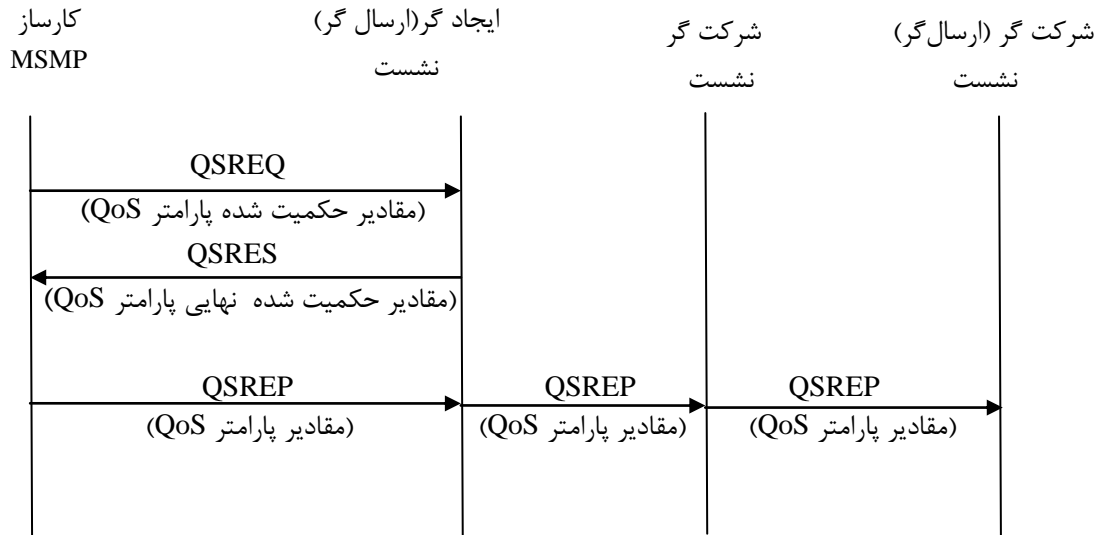 کارساز
MSMP
ایجاد گر(ارسال گر)
نشست
شرکت گر
نشست
شرکت گر (ارسال‌گر)
نشست
QSREQ
(مقادیر حکمیت شده پارامتر QoS)
QSRES
(مقادیر حکمیت شده نهایی پارامتر QoS)
QSREP
(مقادیر پارامتر QoS)
QSREP
(مقادیر پارامتر QoS)
QSREP
(مقادیر پارامتر QoS)